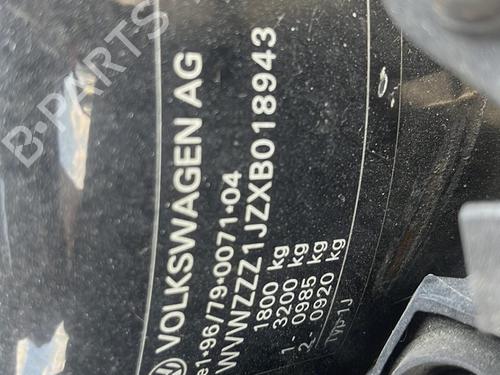 VOLKSWAGEN AG
e1*96/79*0071*04
WVWZZZ1JZXB018943
1800 kg
3200 kg
1.- 0985 kg
2.- 0920 kg
TYP 1J
B-PARTS